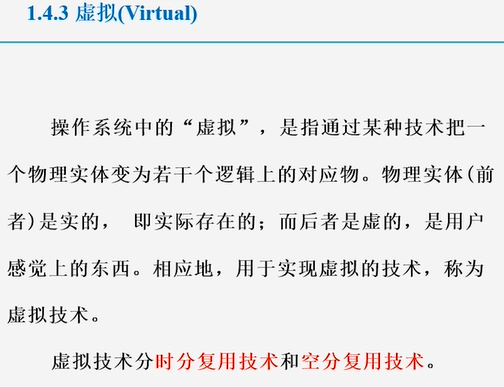 1.4.3 虚拟(Virtual)
操作系统中的“虚拟”，是指通过某种技术把一
个物理实体变为若干个逻辑上的对应物。物理实体(前
者)是实的， 即实际存在的；而后者是虚的，是用户
感觉上的东西。相应地，用于实现虚拟的技术，称为
虚拟技术。
虚拟技术分时分复用技术和空分复用技术。